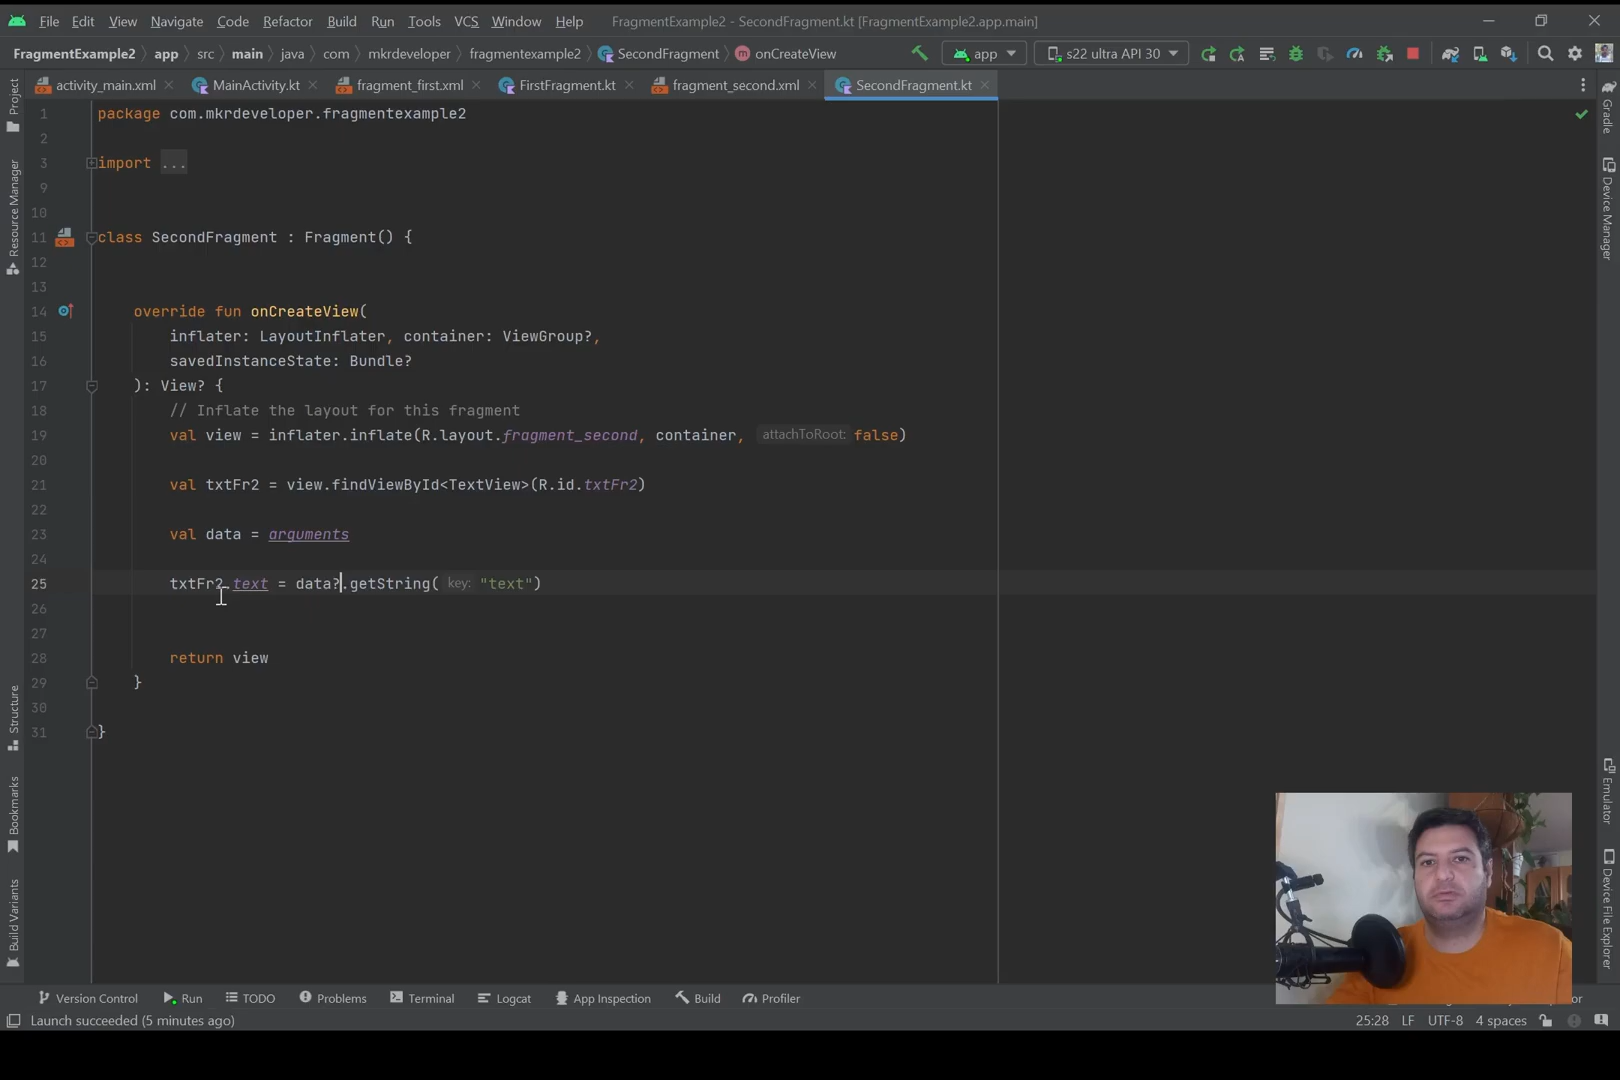 File Edit View Navigate Code Refactor Build Run Tools VCS Window Help FragmentExample2 - SecondFragment.kt [FragmentExample2.app.main]
FragmentExample2 app src main java com mkrdeveloper fragmentexample2 SecondFragment onCreateView app s22 ultra API 30
activity_main.xml MainActivity.kt fragment_first.xml FirstFragment.kt fragment_second.xml SecondFragment.kt
Project
Resource Manager
Structure
Bookmarks
Build Variants
1 package com.mkrdeveloper.fragmentexample2
2
3 import ...
9
10
11 class SecondFragment : Fragment() {
12
13
14 override fun onCreateView(
15 inflater: LayoutInflater, container: ViewGroup?,
16 savedInstanceState: Bundle?
17 ): View? {
18 // Inflate the layout for this fragment
19 val view = inflater.inflate(R.layout.fragment_second, container, attachToRoot: false)
20
21 val txtFr2 = view.findViewById<TextView>(R.id.txtFr2)
22
23 val data = arguments
24
25 txtFr2.text = data?.getString( key: "text")
26
27
28 return view
29 }
30
31 }
Gradle
Device Manager
Emulator
Device File Explorer
Version Control Run TODO Problems Terminal Logcat App Inspection Build Profiler
Launch succeeded (5 minutes ago) 25:28 LF UTF-8 4 spaces